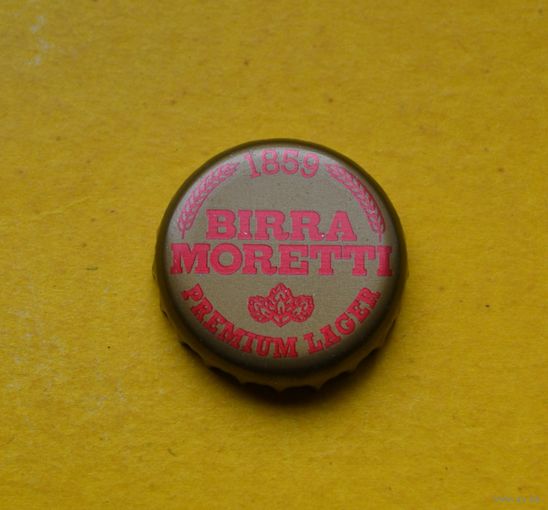 1859
BIRRA
MORETTI
PREMIUM LAGER